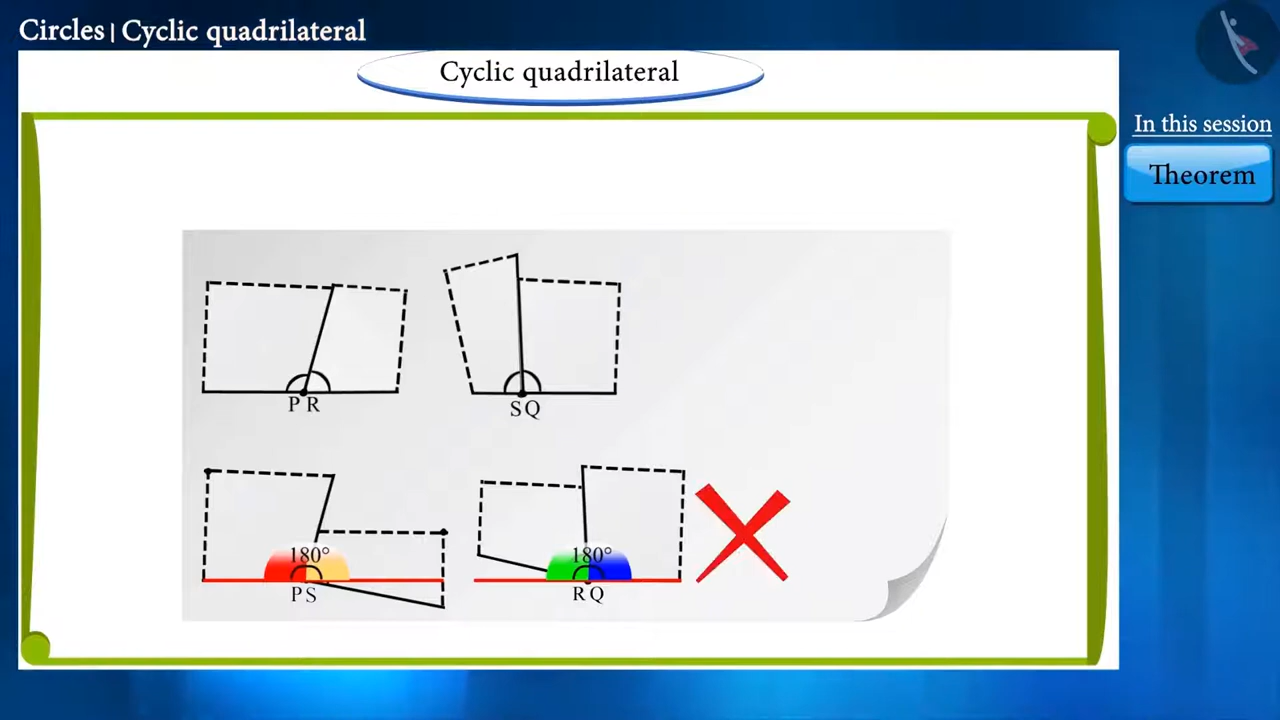 Circles | Cyclic quadrilateral
Cyclic quadrilateral
In this session
Theorem
P R
S Q
180°
P S
180°
R Q